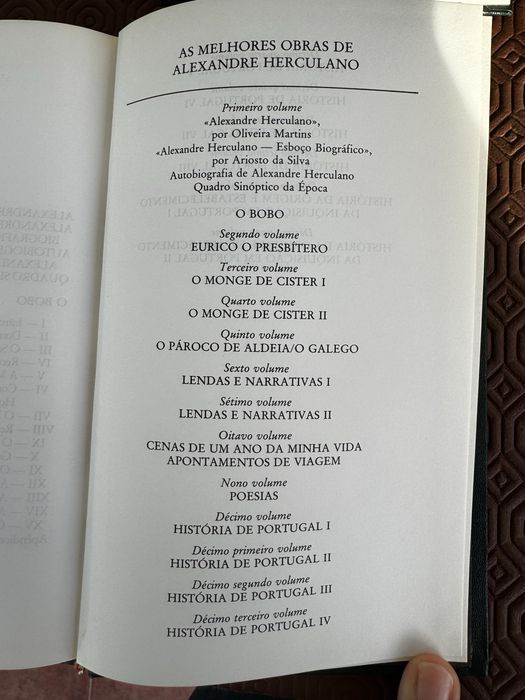 AS MELHORES OBRAS DE
ALEXANDRE HERCULANO
Primeiro volume
«Alexandre Herculano»,
por Oliveira Martins
«Alexandre Herculano — Esboço Biográfico»,
por Ariosto da Silva
Autobiografia de Alexandre Herculano
Quadro Sinóptico da Época
O BOBO
Segundo volume
EURICO O PRESBÍTERO
Terceiro volume
O MONGE DE CISTER I
Quarto volume
O MONGE DE CISTER II
Quinto volume
O PÁROCO DE ALDEIA/O GALEGO
Sexto volume
LENDAS E NARRATIVAS I
Sétimo volume
LENDAS E NARRATIVAS II
Oitavo volume
CENAS DE UM ANO DA MINHA VIDA
APONTAMENTOS DE VIAGEM
Nono volume
POESIAS
Décimo volume
HISTÓRIA DE PORTUGAL I
Décimo primeiro volume
HISTÓRIA DE PORTUGAL II
Décimo segundo volume
HISTÓRIA DE PORTUGAL III
Décimo terceiro volume
HISTÓRIA DE PORTUGAL IV